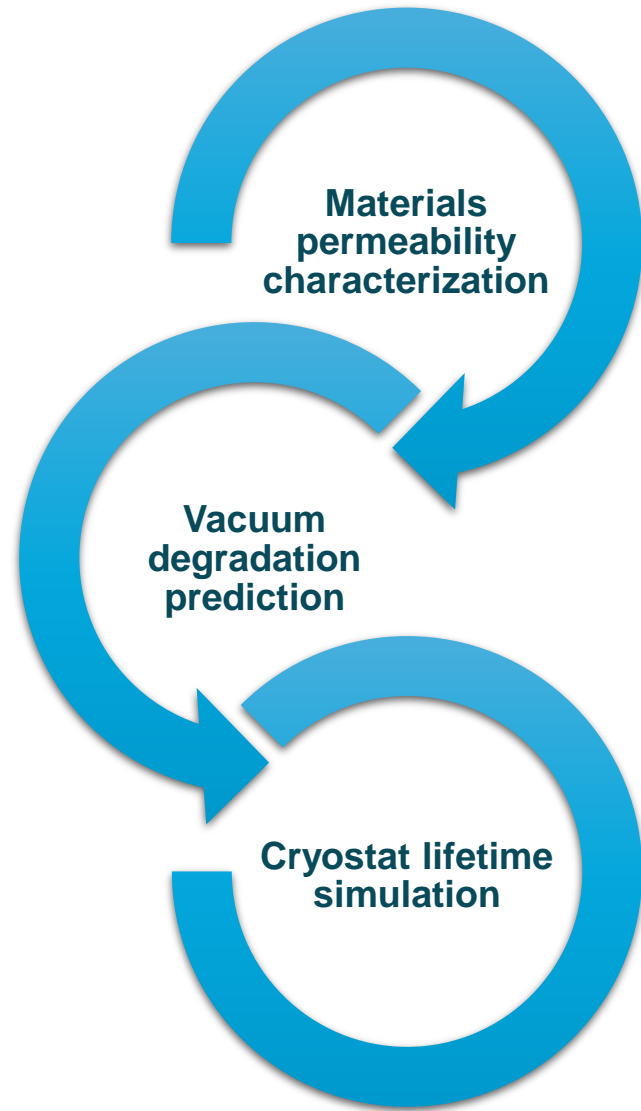 Materials
permeability
characterization
Vacuum
degradation
prediction
Cryostat lifetime
simulation